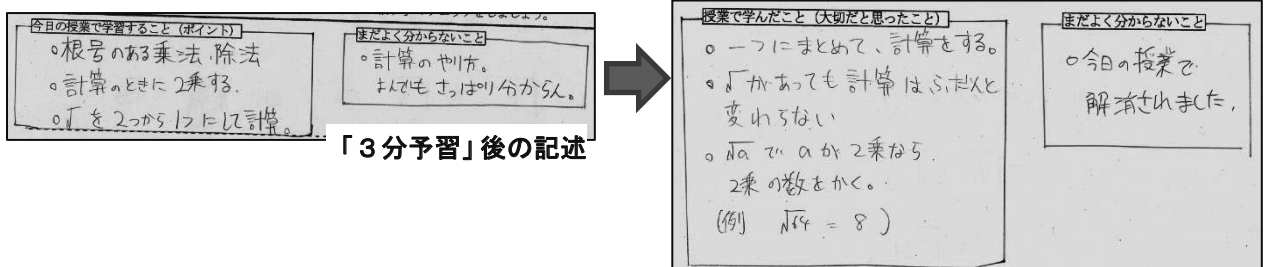 今日の授業で学習すること（ポイント）
○根号のある乗法、除法
○計算のときに2乗する、
○√を2つから1つにして計算。
まだよく分からないこと
○計算のやり方。
よんでもさっぱり分からん。
「３分予習」後の記述
授業で学んだこと（大切だと思ったこと）
○一つにまとめて、計算をする。
○√があっても計算はふだんと
変わらない
○√aでaが2乗なら
2乗の数をかく。
(例 √64 = 8)
まだよく分からないこと
○今日の授業で
解消されました。